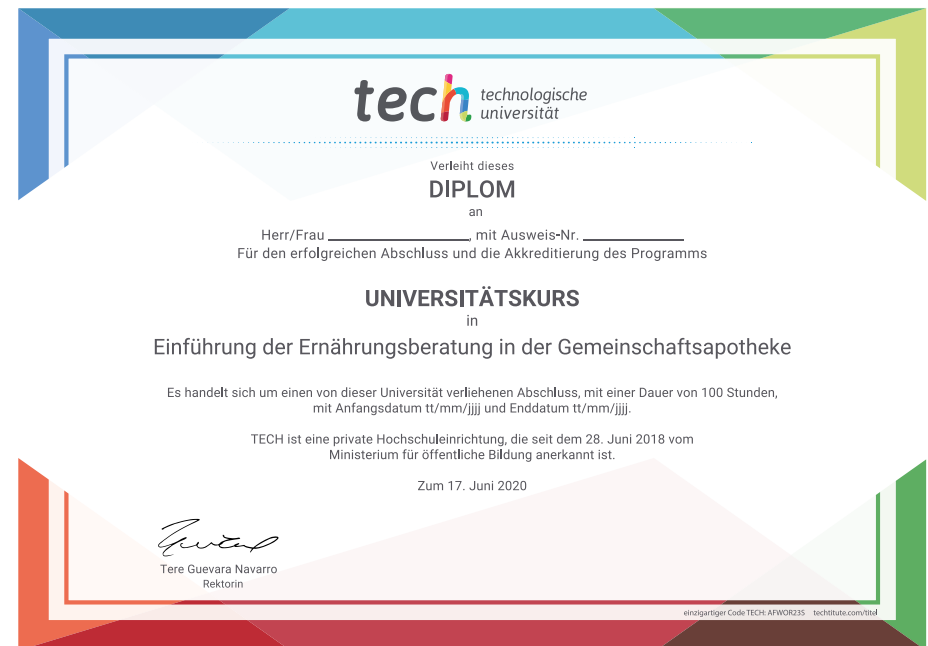 tech technologische
universität
Verleiht dieses
DIPLOM
an
Herr/Frau ____________, mit Ausweis-Nr. ____________
Für den erfolgreichen Abschluss und die Akkreditierung des Programms
UNIVERSITÄTSKURS
in
Einführung der Ernährungsberatung in der Gemeinschaftsapotheke
Es handelt sich um einen von dieser Universität verliehenen Abschluss, mit einer Dauer von 100 Stunden,
mit Anfangsdatum tt/mm/jjjj und Enddatum tt/mm/jjjj.
TECH ist eine private Hochschuleinrichtung, die seit dem 28. Juni 2018 vom
Ministerium für öffentliche Bildung anerkannt ist.
Zum 17. Juni 2020
Tere Guevara Navarro
Rektorin
einzigartiger Code TECH: AFWOR23S techtitute.com/titel